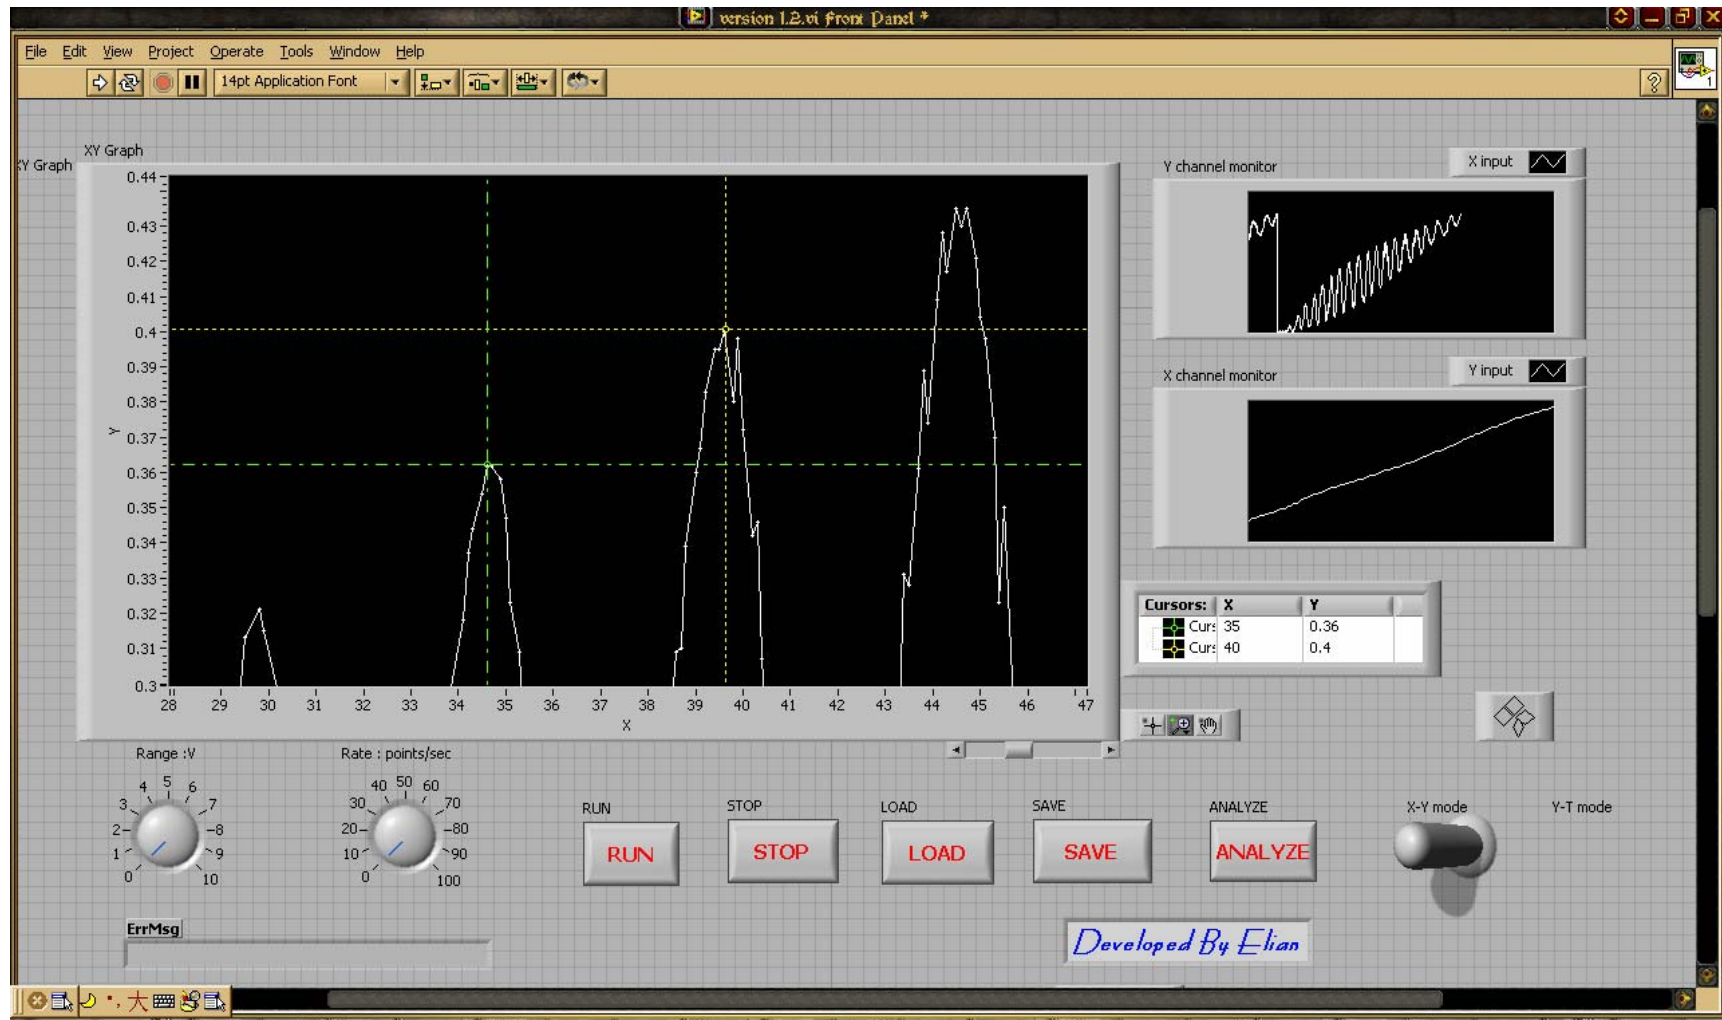 version 1.2.vi Front Panel *
File Edit View Project Operate Tools Window Help
14pt Application Font
1
XY Graph
XY Graph
0.44
0.43
0.42
0.41
0.4
0.39
0.38
0.37
0.36
0.35
0.34
0.33
0.32
0.31
0.3
Y
28 29 30 31 32 33 34 35 36 37 38 39 40 41 42 43 44 45 46 47
X
Y channel monitor
X input
X channel monitor
Y input
Cursors: X Y
Curs 35 0.36
Curs 40 0.4
Range :V
0 1 2 3 4 5 6 7 8 9 10
Rate : points/sec
0 10 20 30 40 50 60 70 80 90 100
RUN
RUN
STOP
STOP
LOAD
LOAD
SAVE
SAVE
ANALYZE
ANALYZE
X-Y mode
Y-T mode
ErrMsg
Developed By Elian
大